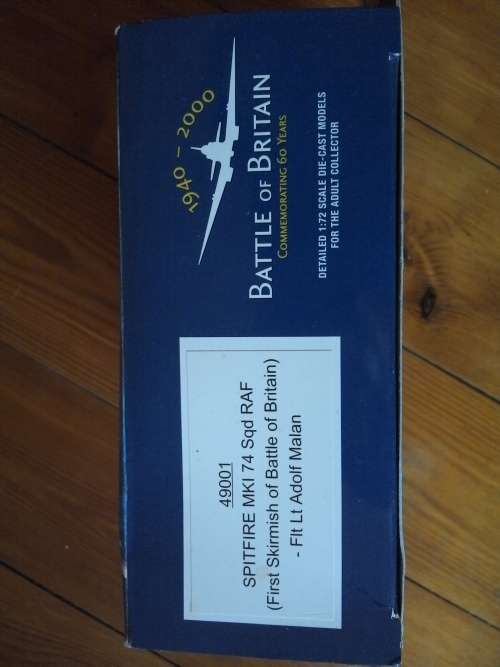 1940 – 2000
BATTLE OF BRITAIN
COMMEMORATING 60 YEARS
DETAILED 1:72 SCALE DIE-CAST MODELS
FOR THE ADULT COLLECTOR
49001
SPITFIRE MKI 74 Sqd RAF
(First Skirmish of Battle of Britain)
- Flt Lt Adolf Malan